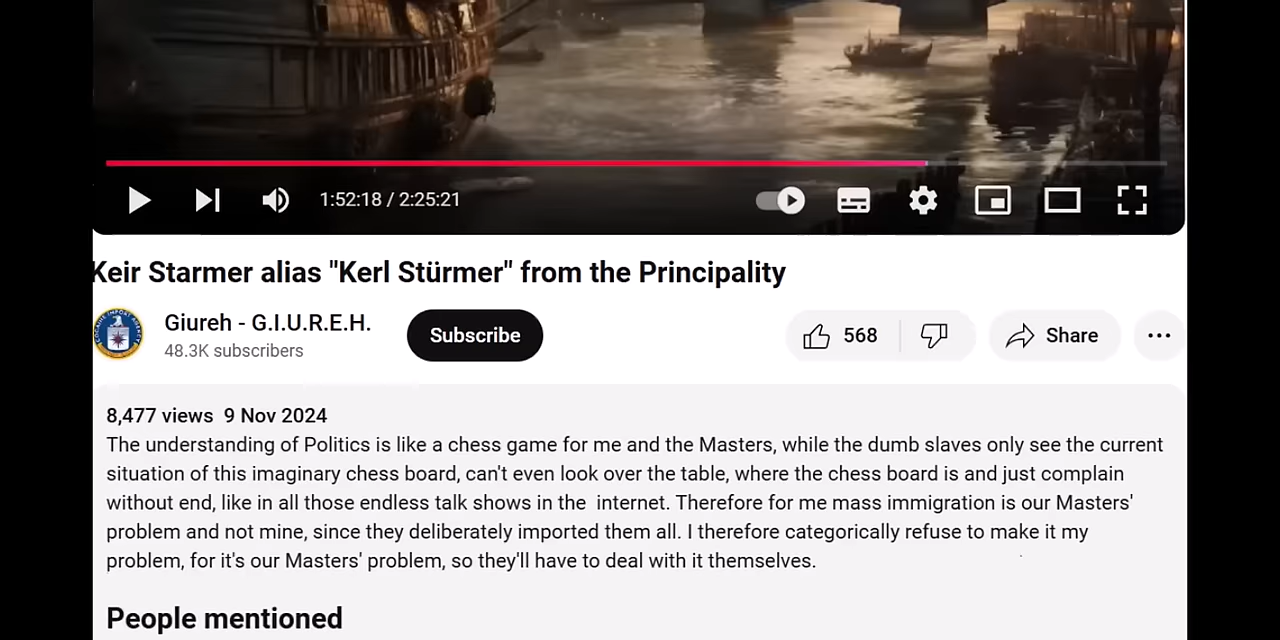 1:52:18 / 2:25:21
Keir Starmer alias "Kerl Stürmer" from the Principality
Giureh - G.I.U.R.E.H.
48.3K subscribers
Subscribe
568
Share
8,477 views  9 Nov 2024
The understanding of Politics is like a chess game for me and the Masters, while the dumb slaves only see the current
situation of this imaginary chess board, can't even look over the table, where the chess board is and just complain
without end, like in all those endless talk shows in the  internet. Therefore for me mass immigration is our Masters'
problem and not mine, since they deliberately imported them all. I therefore categorically refuse to make it my
problem, for it's our Masters' problem, so they'll have to deal with it themselves.
People mentioned